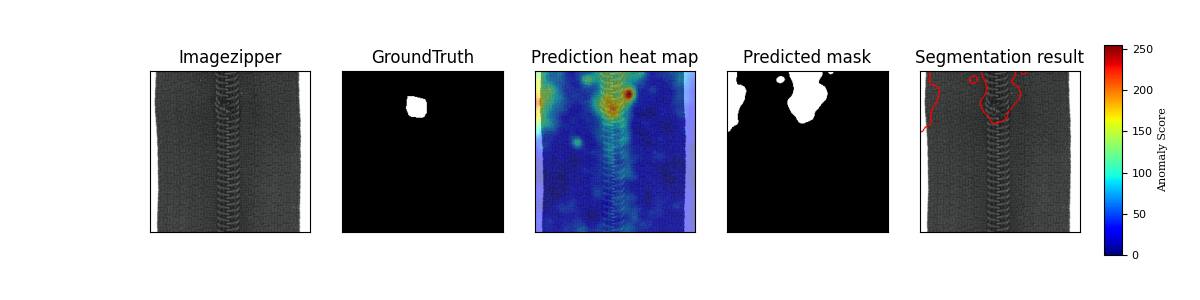 Imagezipper
GroundTruth
Prediction heat map
Predicted mask
Segmentation result
250
200
150
100
50
0
Anomaly Score